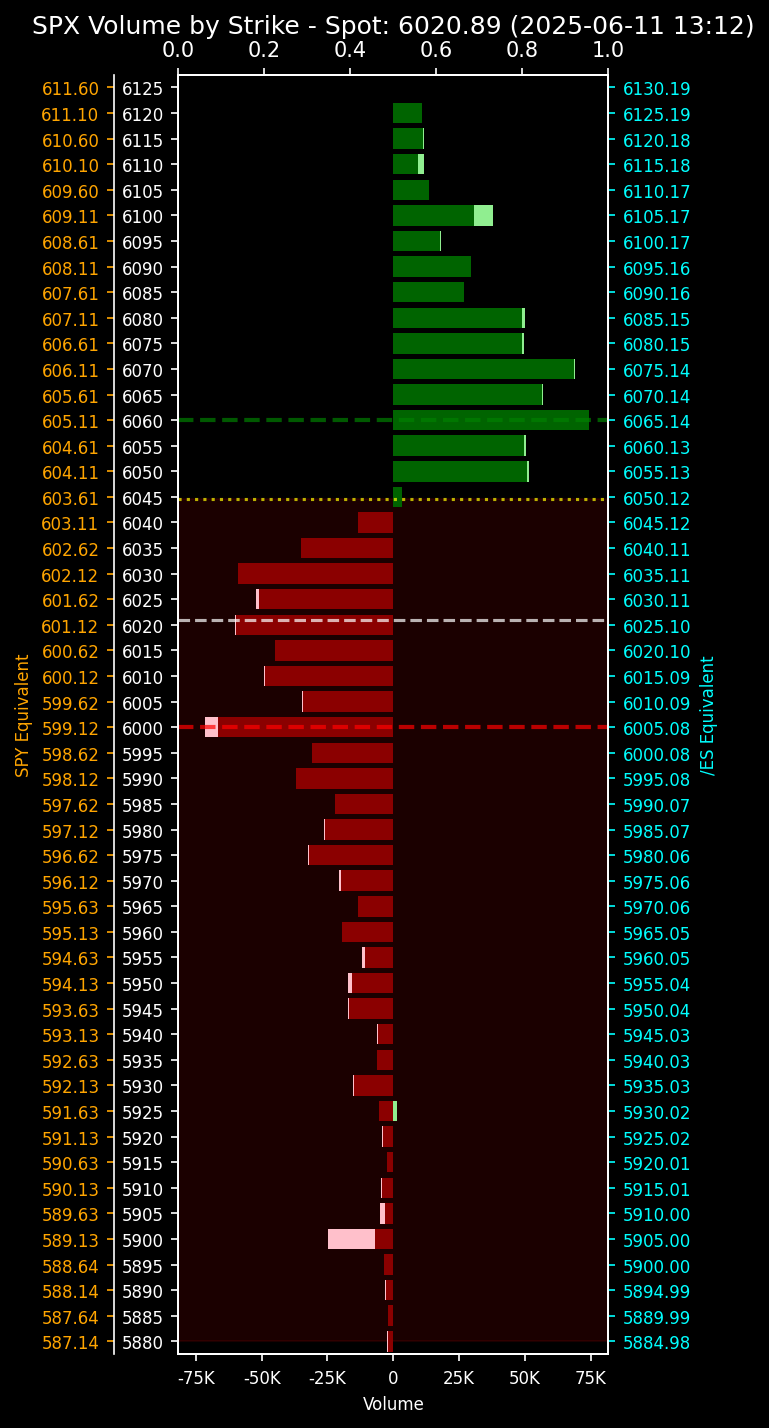 SPX Volume by Strike - Spot: 6020.89 (2025-06-11 13:12)
0.0 0.2 0.4 0.6 0.8 1.0
611.60 6125 6130.19
611.10 6120 6125.19
610.60 6115 6120.18
610.10 6110 6115.18
609.60 6105 6110.17
609.11 6100 6105.17
608.61 6095 6100.17
608.11 6090 6095.16
607.61 6085 6090.16
607.11 6080 6085.15
606.61 6075 6080.15
606.11 6070 6075.14
605.61 6065 6070.14
605.11 6060 6065.14
604.61 6055 6060.13
604.11 6050 6055.13
603.61 6045 6050.12
603.11 6040 6045.12
602.62 6035 6040.11
602.12 6030 6035.11
601.62 6025 6030.11
601.12 6020 6025.10
600.62 6015 6020.10
600.12 6010 6015.09
599.62 6005 6010.09
599.12 6000 6005.08
598.62 5995 6000.08
598.12 5990 5995.08
597.62 5985 5990.07
597.12 5980 5985.07
596.62 5975 5980.06
596.12 5970 5975.06
595.63 5965 5970.06
595.13 5960 5965.05
594.63 5955 5960.05
594.13 5950 5955.04
593.63 5945 5950.04
593.13 5940 5945.03
592.63 5935 5940.03
592.13 5930 5935.03
591.63 5925 5930.02
591.13 5920 5925.02
590.63 5915 5920.01
590.13 5910 5915.01
589.63 5905 5910.00
589.13 5900 5905.00
588.64 5895 5900.00
588.14 5890 5894.99
587.64 5885 5889.99
587.14 5880 5884.98
SPY Equivalent
/ES Equivalent
-75K -50K -25K 0 25K 50K 75K
Volume